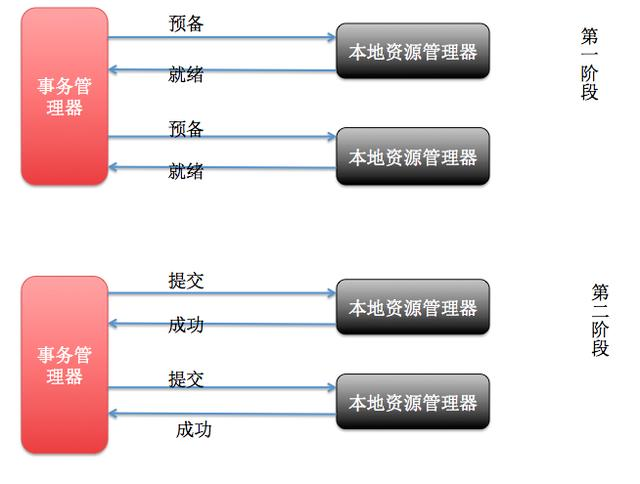 预备
第一阶段
本地资源管理器
就绪
事务管
理器
预备
本地资源管理器
就绪
提交
第二阶段
本地资源管理器
成功
事务管
理器
提交
本地资源管理器
成功